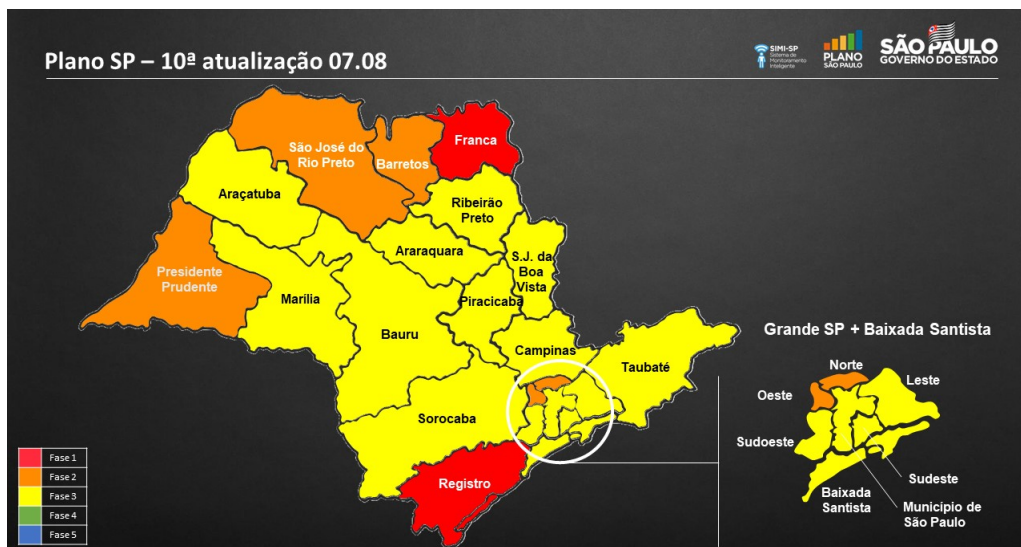 Plano SP – 10ª atualização 07.08
SIMI-SP
Sistema de
Monitoramento
Inteligente
PLANO
SÃO PAULO
SÃO PAULO
GOVERNO DO ESTADO
Franca
São José do
Rio Preto
Barretos
Araçatuba
Ribeirão
Preto
Araraquara
S.J. da
Boa
Vista
Presidente
Prudente
Marília
Piracicaba
Bauru
Campinas
Taubaté
Sorocaba
Registro
Grande SP + Baixada Santista
Norte
Oeste
Leste
Sudoeste
Sudeste
Baixada
Santista
Município de
São Paulo
Fase 1
Fase 2
Fase 3
Fase 4
Fase 5